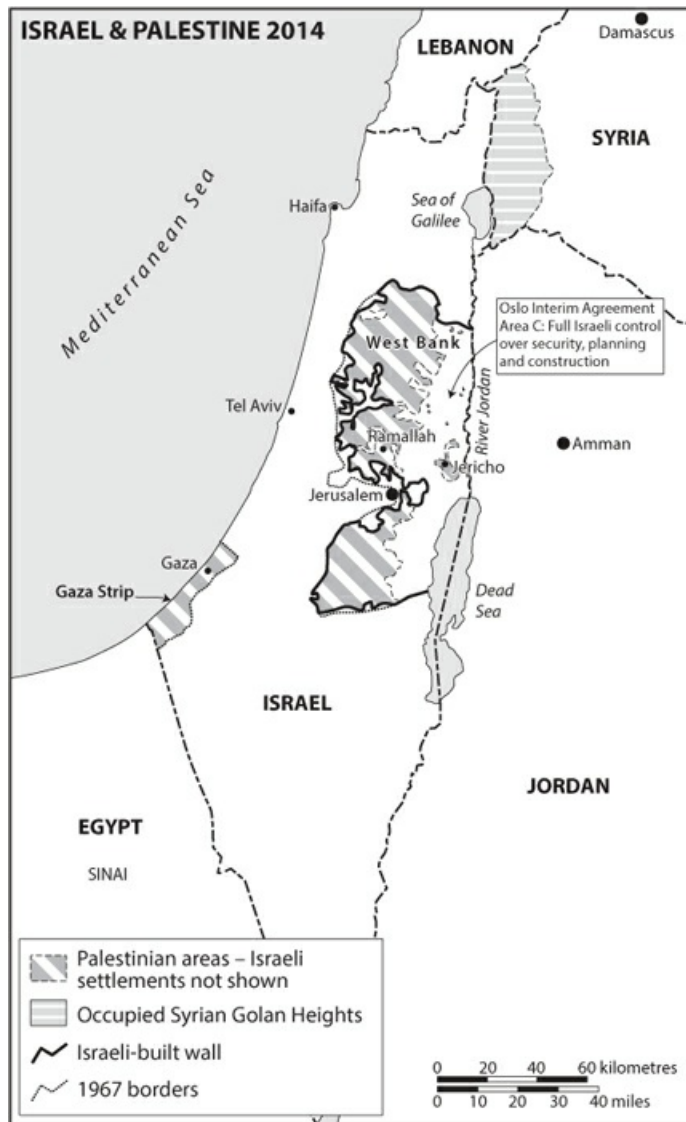 ISRAEL & PALESTINE 2014
LEBANON
Damascus
SYRIA
Mediterranean Sea
Haifa
Sea of
Galilee
Oslo Interim Agreement
Area C: Full Israeli control
over security, planning
and construction
West Bank
Tel Aviv
Ramallah
River Jordan
Amman
Jericho
Jerusalem
Gaza
Gaza Strip
Dead
Sea
ISRAEL
JORDAN
EGYPT
SINAI
Palestinian areas – Israeli
settlements not shown
Occupied Syrian Golan Heights
Israeli-built wall
1967 borders
0 20 40 60 kilometres
0 10 20 30 40 miles